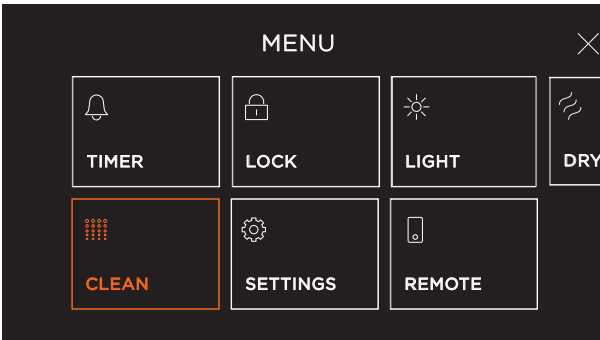 MENU
TIMER
LOCK
LIGHT
DRY
CLEAN
SETTINGS
REMOTE